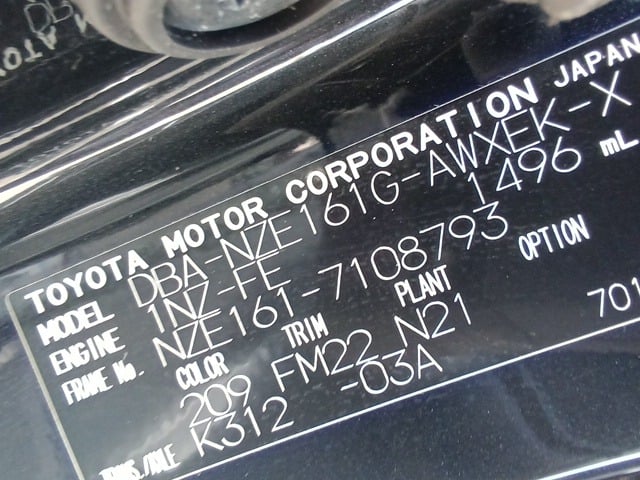 TOYOTA MOTOR CORPORATION JAPAN
MODEL DBA-NZE161G-AWXEK-X
ENGINE 1NZ-FE 1496 mL
FRAME No. NZE161-7108793
COLOR TRIM PLANT OPTION
209 FM22 N21 701
TRANS./AXLE K312 -03A